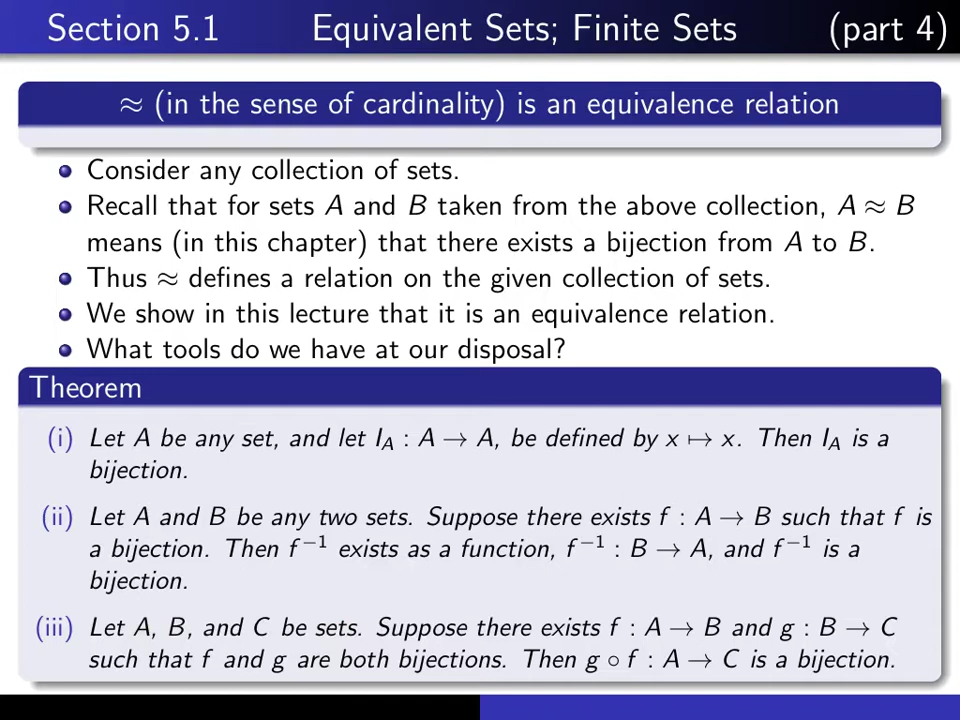 Section 5.1 Equivalent Sets; Finite Sets (part 4)
≈ (in the sense of cardinality) is an equivalence relation
Consider any collection of sets.
Recall that for sets A and B taken from the above collection, A ≈ B
means (in this chapter) that there exists a bijection from A to B.
Thus ≈ defines a relation on the given collection of sets.
We show in this lecture that it is an equivalence relation.
What tools do we have at our disposal?
Theorem
(i) Let A be any set, and let I_A : A → A, be defined by x ↦ x. Then I_A is a
bijection.
(ii) Let A and B be any two sets. Suppose there exists f : A → B such that f is
a bijection. Then f⁻¹ exists as a function, f⁻¹ : B → A, and f⁻¹ is a
bijection.
(iii) Let A, B, and C be sets. Suppose there exists f : A → B and g : B → C
such that f and g are both bijections. Then g ∘ f : A → C is a bijection.